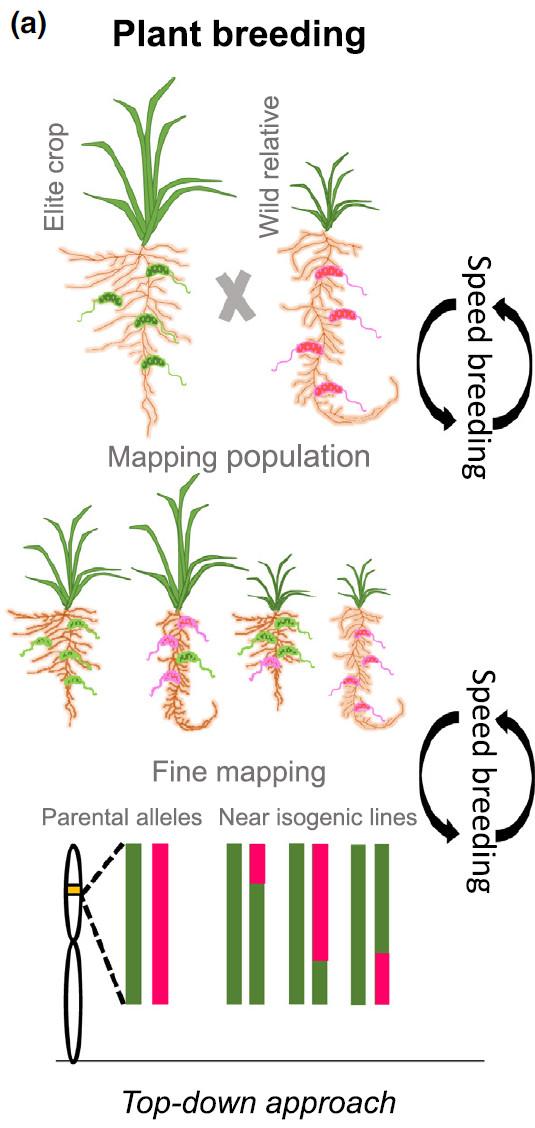 (a)
Plant breeding
Elite crop
Wild relative
Speed breeding
Mapping population
Speed breeding
Fine mapping
Parental alleles
Near isogenic lines
Top-down approach